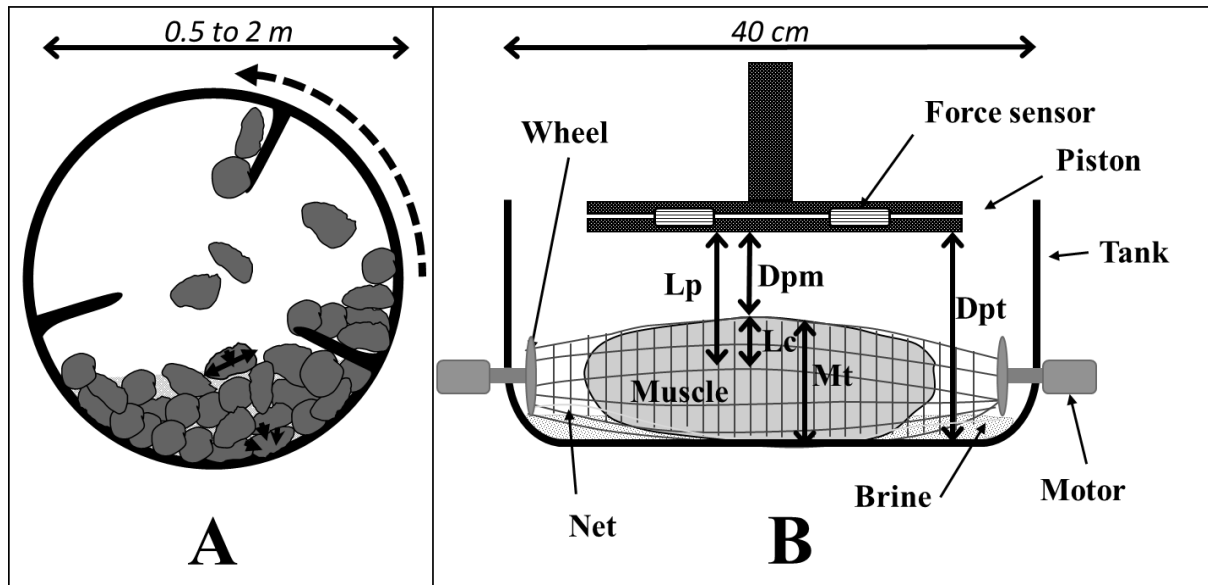 0.5 to 2 m
A
40 cm
Force sensor
Wheel
Piston
Tank
Lp
Dpm
Dpt
Lc
Mt
Muscle
Brine
Motor
Net
B